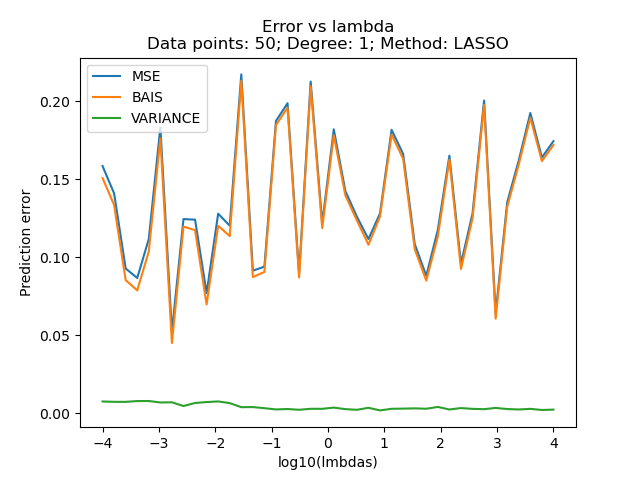 Error vs lambda
Data points: 50; Degree: 1; Method: LASSO
MSE
BAIS
VARIANCE
Prediction error
0.20
0.15
0.10
0.05
0.00
−4 −3 −2 −1 0 1 2 3 4
log10(lmbdas)